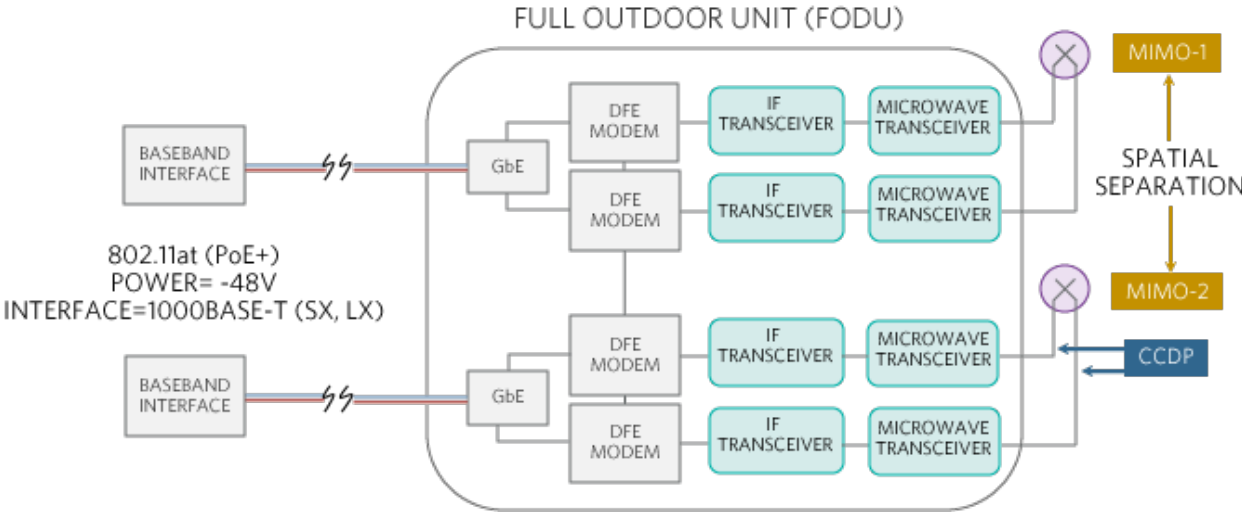 FULL OUTDOOR UNIT (FODU)
MIMO-1
DFE
MODEM
IF
TRANSCEIVER
MICROWAVE
TRANSCEIVER
BASEBAND
INTERFACE
GbE
SPATIAL
SEPARATION
DFE
MODEM
IF
TRANSCEIVER
MICROWAVE
TRANSCEIVER
802.11at (PoE+)
POWER= -48V
INTERFACE=1000BASE-T (SX, LX)
MIMO-2
DFE
MODEM
IF
TRANSCEIVER
MICROWAVE
TRANSCEIVER
CCDP
BASEBAND
INTERFACE
GbE
DFE
MODEM
IF
TRANSCEIVER
MICROWAVE
TRANSCEIVER